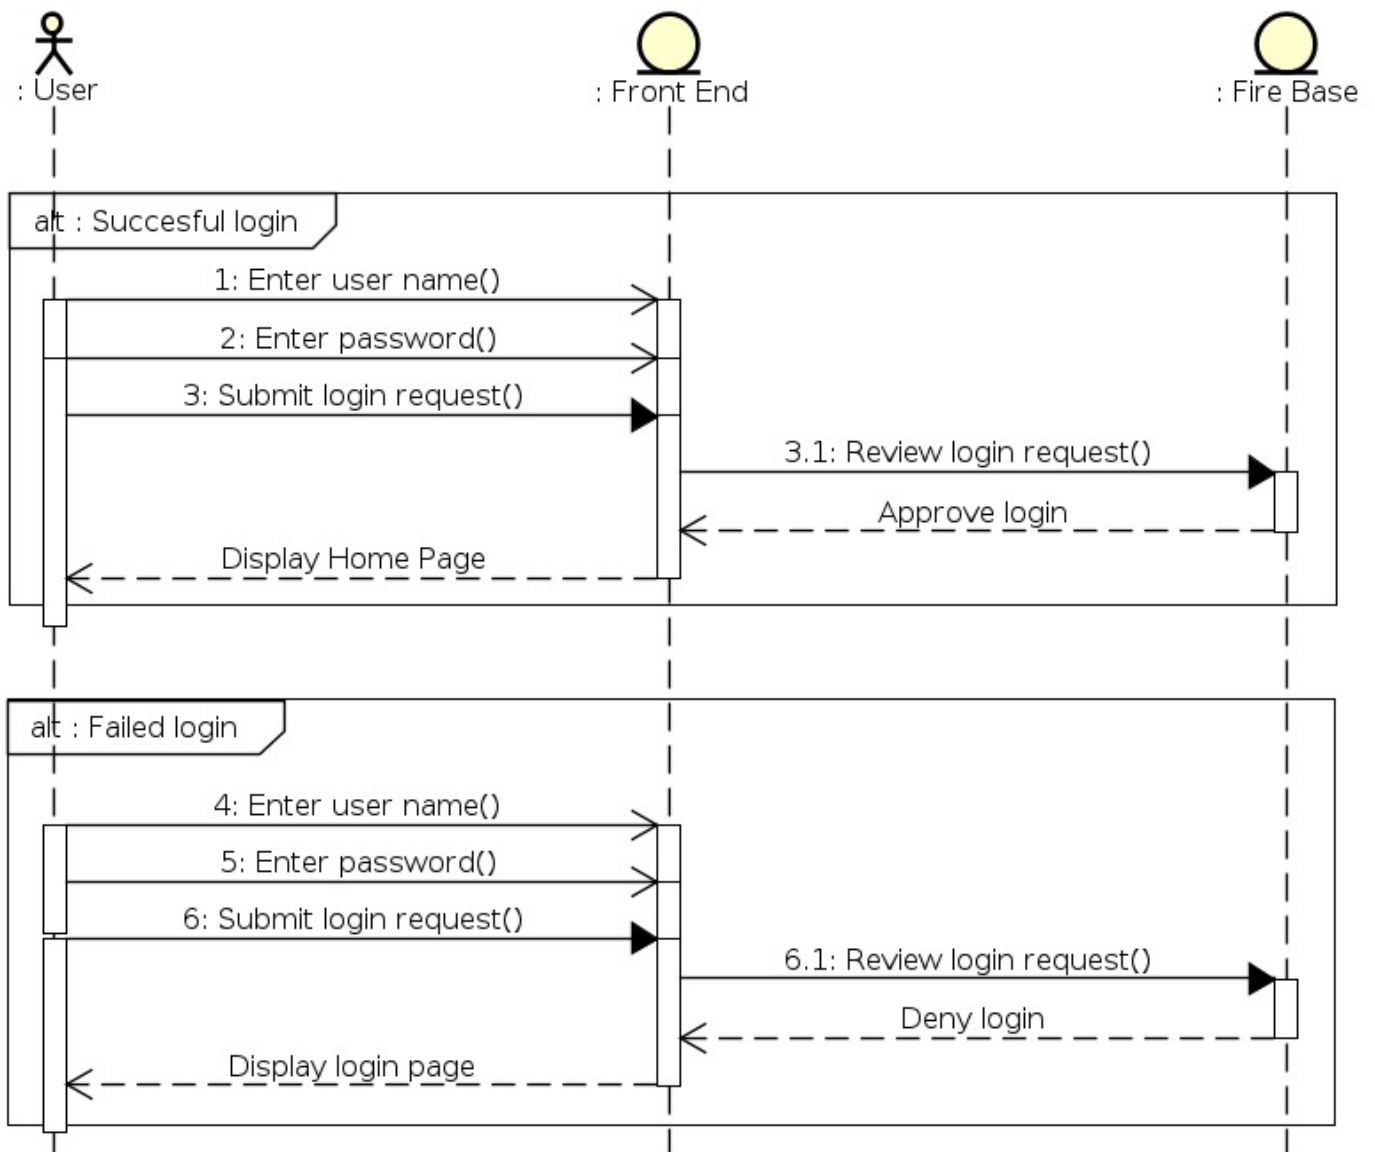 : User
: Front End
: Fire Base
alt : Succesful login
1: Enter user name()
2: Enter password()
3: Submit login request()
3.1: Review login request()
Approve login
Display Home Page
alt : Failed login
4: Enter user name()
5: Enter password()
6: Submit login request()
6.1: Review login request()
Deny login
Display login page